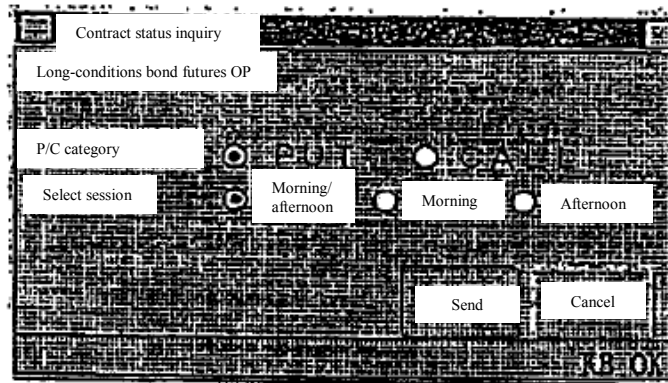 Contract status inquiry
Long-conditions bond futures OP
P/C category PUT CALL
Select session Morning/ afternoon Morning Afternoon
Send Cancel
KB OK